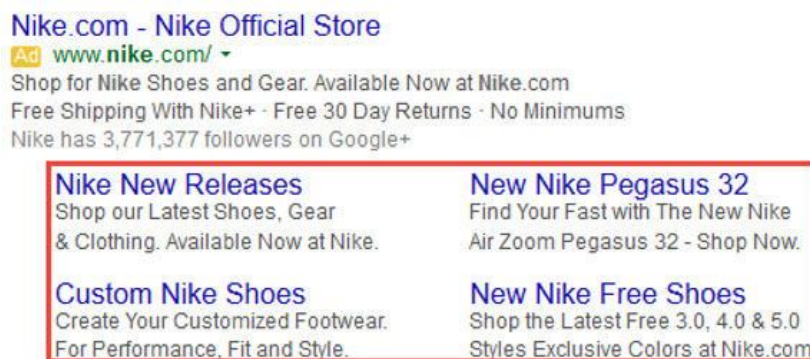 Nike.com - Nike Official Store
Ad www.nike.com/
Shop for Nike Shoes and Gear. Available Now at Nike.com
Free Shipping With Nike+ · Free 30 Day Returns · No Minimums
Nike has 3,771,377 followers on Google+
Nike New Releases
Shop our Latest Shoes, Gear
& Clothing. Available Now at Nike.
New Nike Pegasus 32
Find Your Fast with The New Nike
Air Zoom Pegasus 32 - Shop Now.
Custom Nike Shoes
Create Your Customized Footwear.
For Performance, Fit and Style.
New Nike Free Shoes
Shop the Latest Free 3.0, 4.0 & 5.0
Styles Exclusive Colors at Nike.com